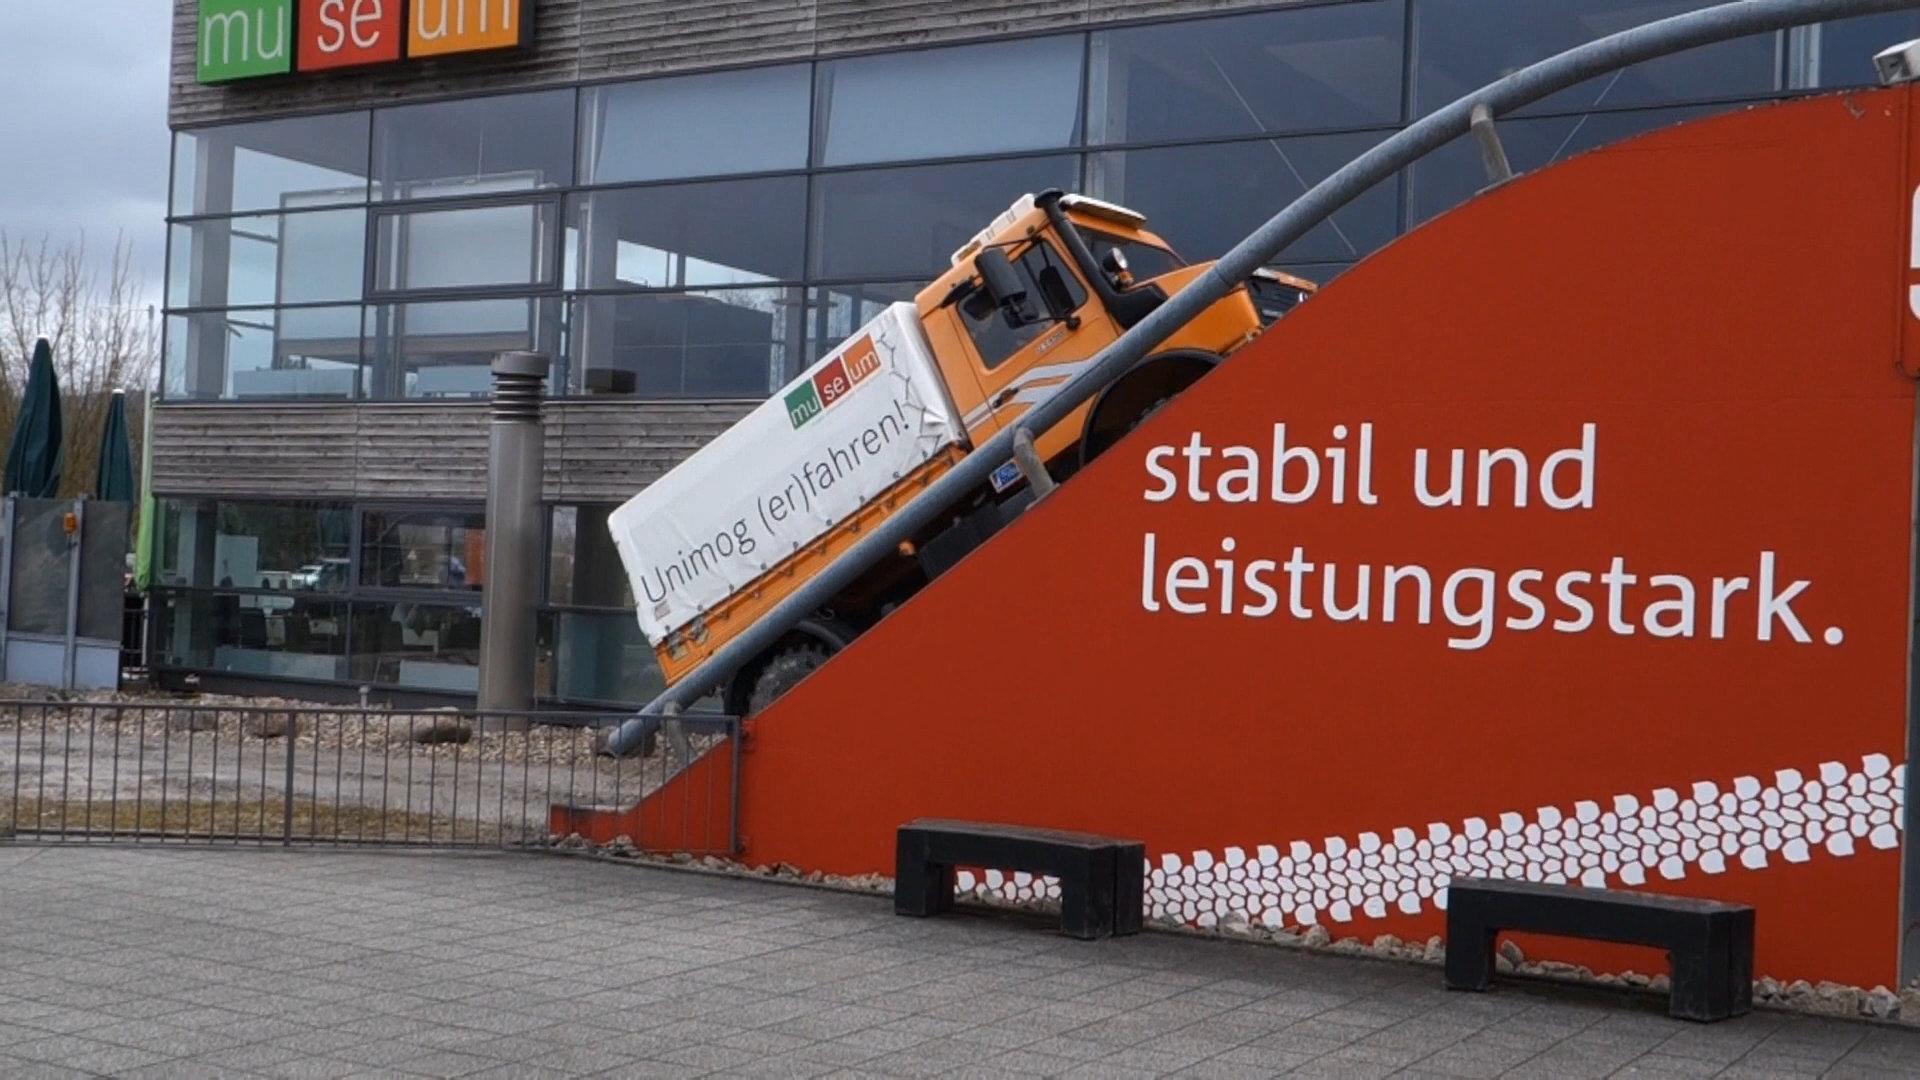 mu se um
mu se um
Unimog (er)fahren!
stabil und
leistungsstark.